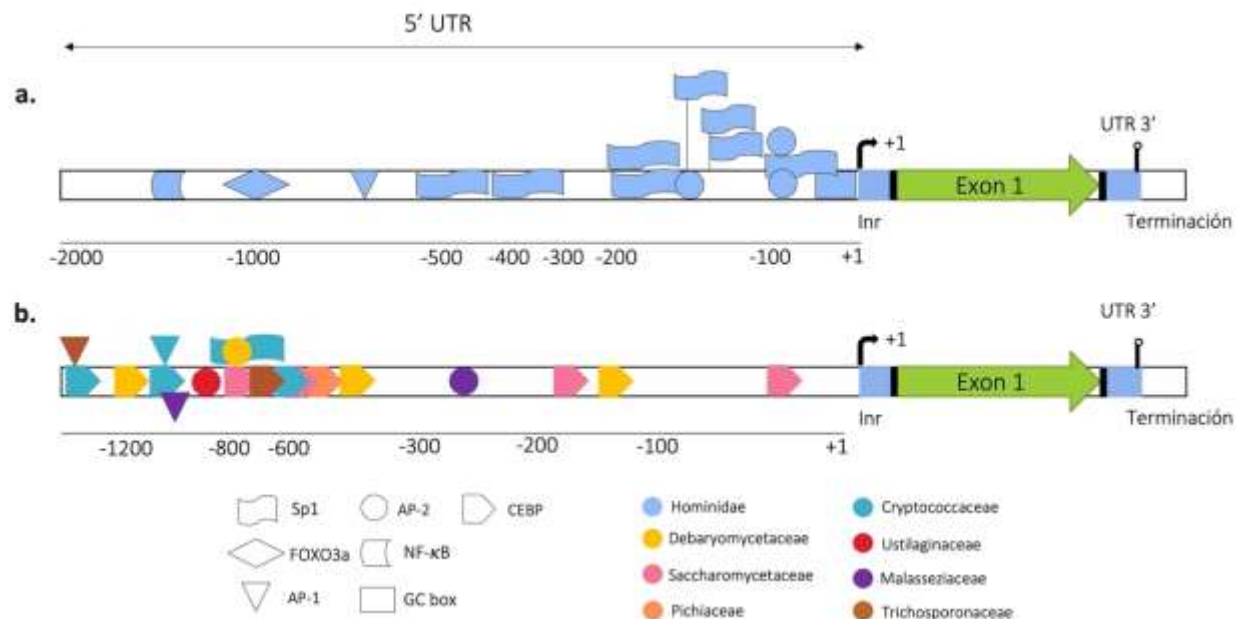 5' UTR
a.
UTR 3'
+1
Exon 1
Inr
Terminación
-2000 -1000 -500 -400 -300 -200 -100 +1
b.
UTR 3'
+1
Exon 1
Inr
Terminación
-1200 -800 -600 -300 -200 -100 +1
Sp1 AP-2 CEBP
FOXO3a NF-κB
AP-1 GC box
Hominidae Cryptococcaceae
Debaryomycetaceae Ustilaginaceae
Saccharomycetaceae Malasseziaceae
Pichiaceae Trichosporonaceae